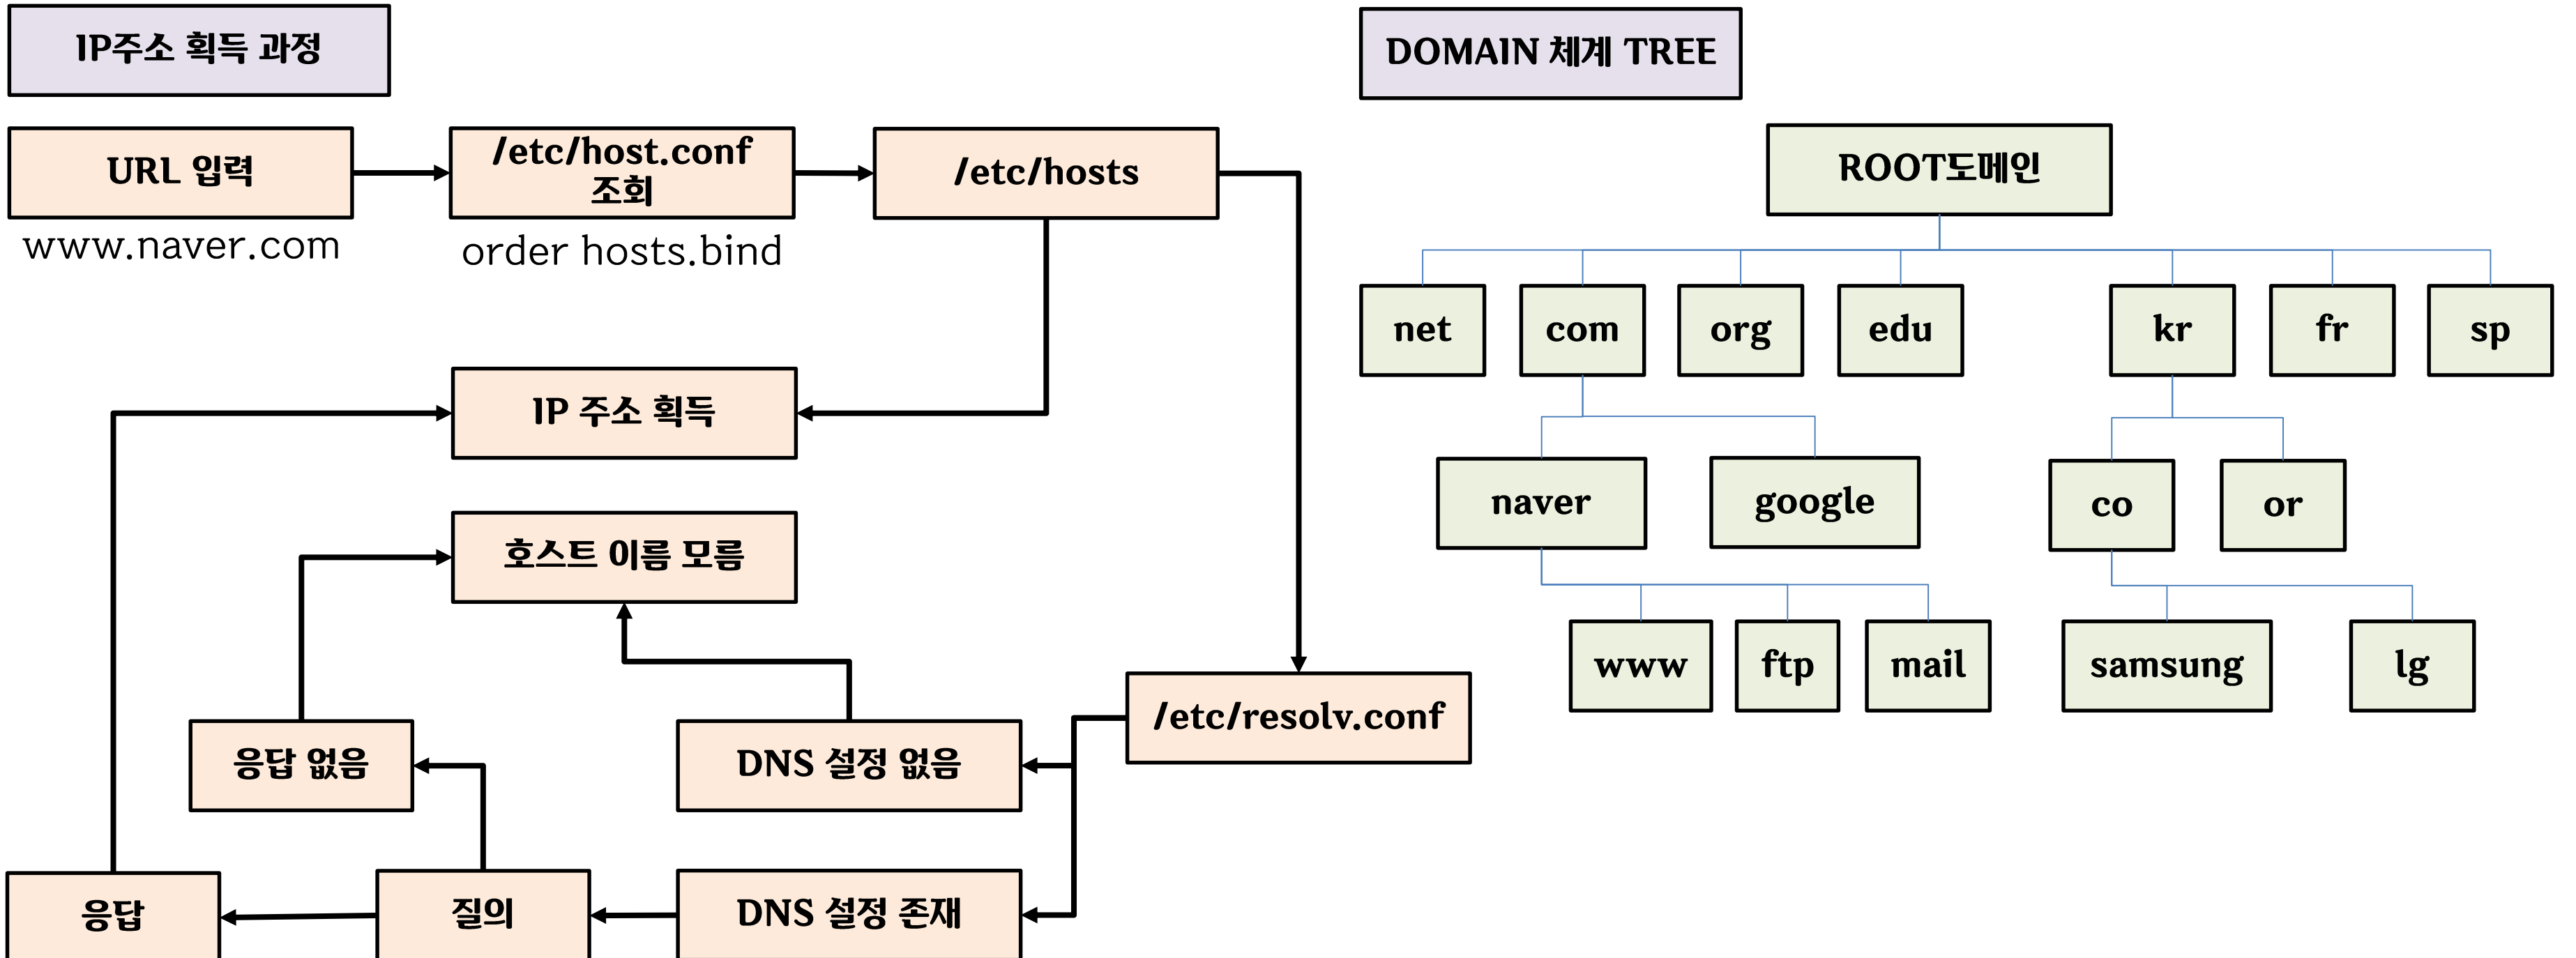 IP주소 획득 과정
URL 입력
/etc/host.conf
조회
/etc/hosts
www.naver.com
order hosts.bind
IP 주소 획득
호스트 이름 모름
/etc/resolv.conf
응답 없음
DNS 설정 없음
응답
질의
DNS 설정 존재
DOMAIN 체계 TREE
ROOT도메인
net
com
org
edu
kr
fr
sp
naver
google
co
or
www
ftp
mail
samsung
lg